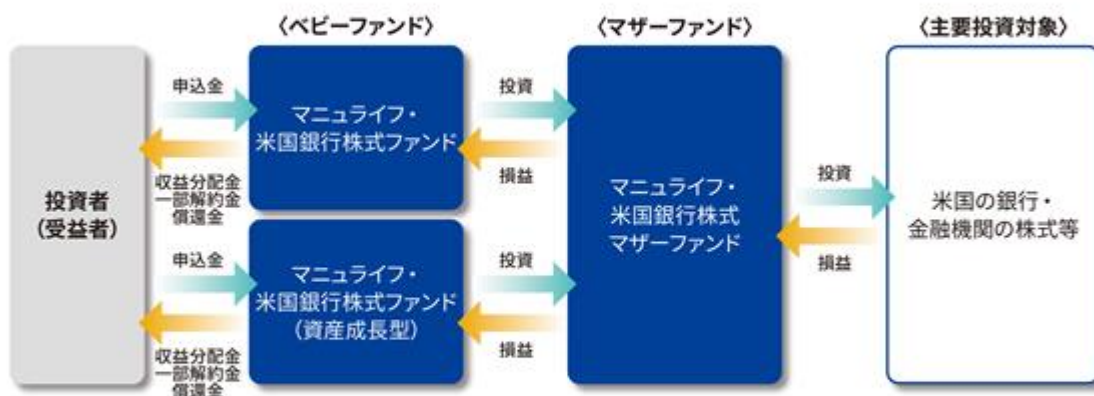 〈ベビーファンド〉
〈マザーファンド〉
〈主要投資対象〉
投資者
（受益者）
申込金
収益分配金
一部解約金
償還金
マニュライフ・
米国銀行株式ファンド
投資
損益
申込金
収益分配金
一部解約金
償還金
マニュライフ・
米国銀行株式ファンド
（資産成長型）
投資
損益
マニュライフ・
米国銀行株式
マザーファンド
投資
損益
米国の銀行・
金融機関の株式等